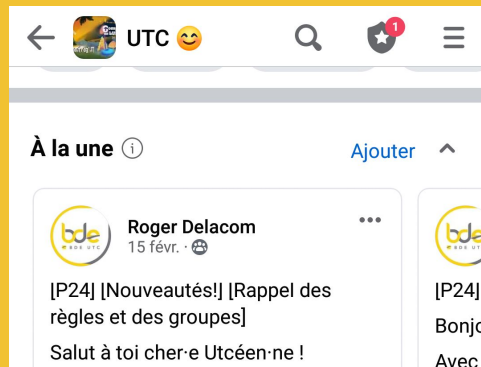 UTC 😊
1
À la une
Ajouter
bde
BDE UTC
Roger Delacom
15 févr. ·
[P24] [Nouveautés!] [Rappel des
règles et des groupes]
Salut à toi cher·e Utcéen·ne !
bde
[P24]
Bonjo
Avec